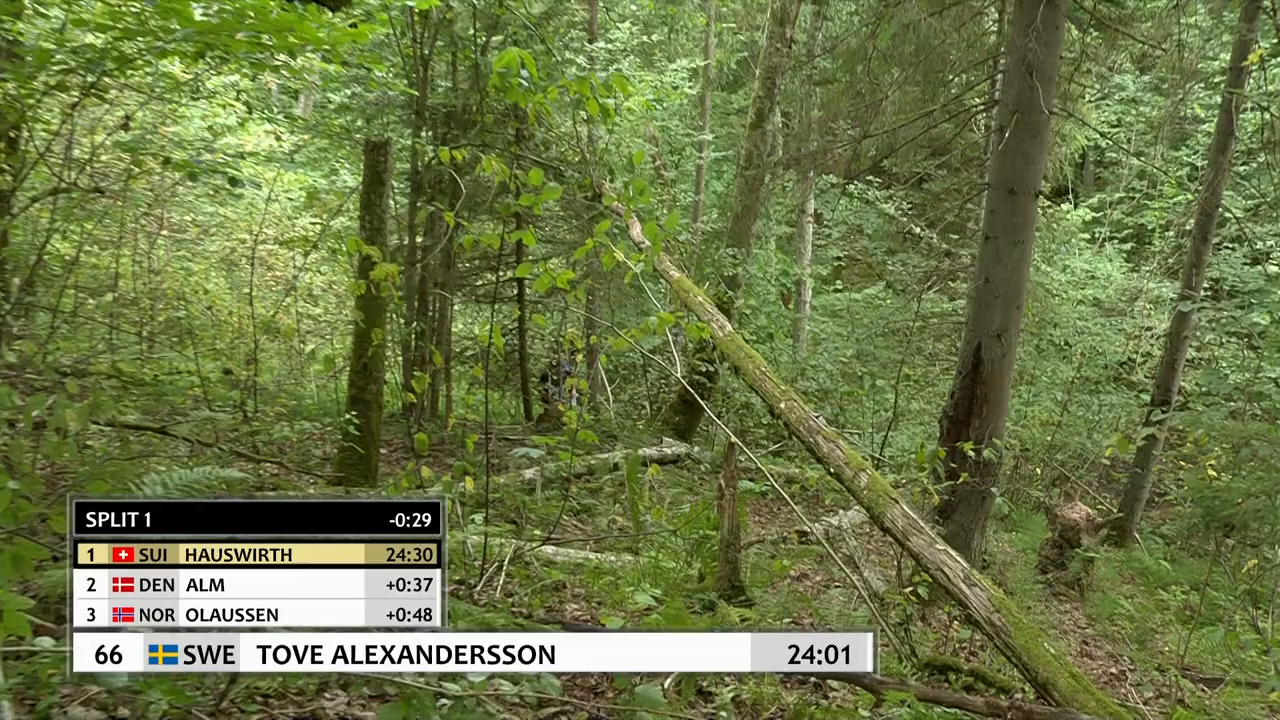 SPLIT 1 -0:29
1 SUI HAUSWIRTH 24:30
2 DEN ALM +0:37
3 NOR OLAUSSEN +0:48
66 SWE TOVE ALEXANDERSSON 24:01